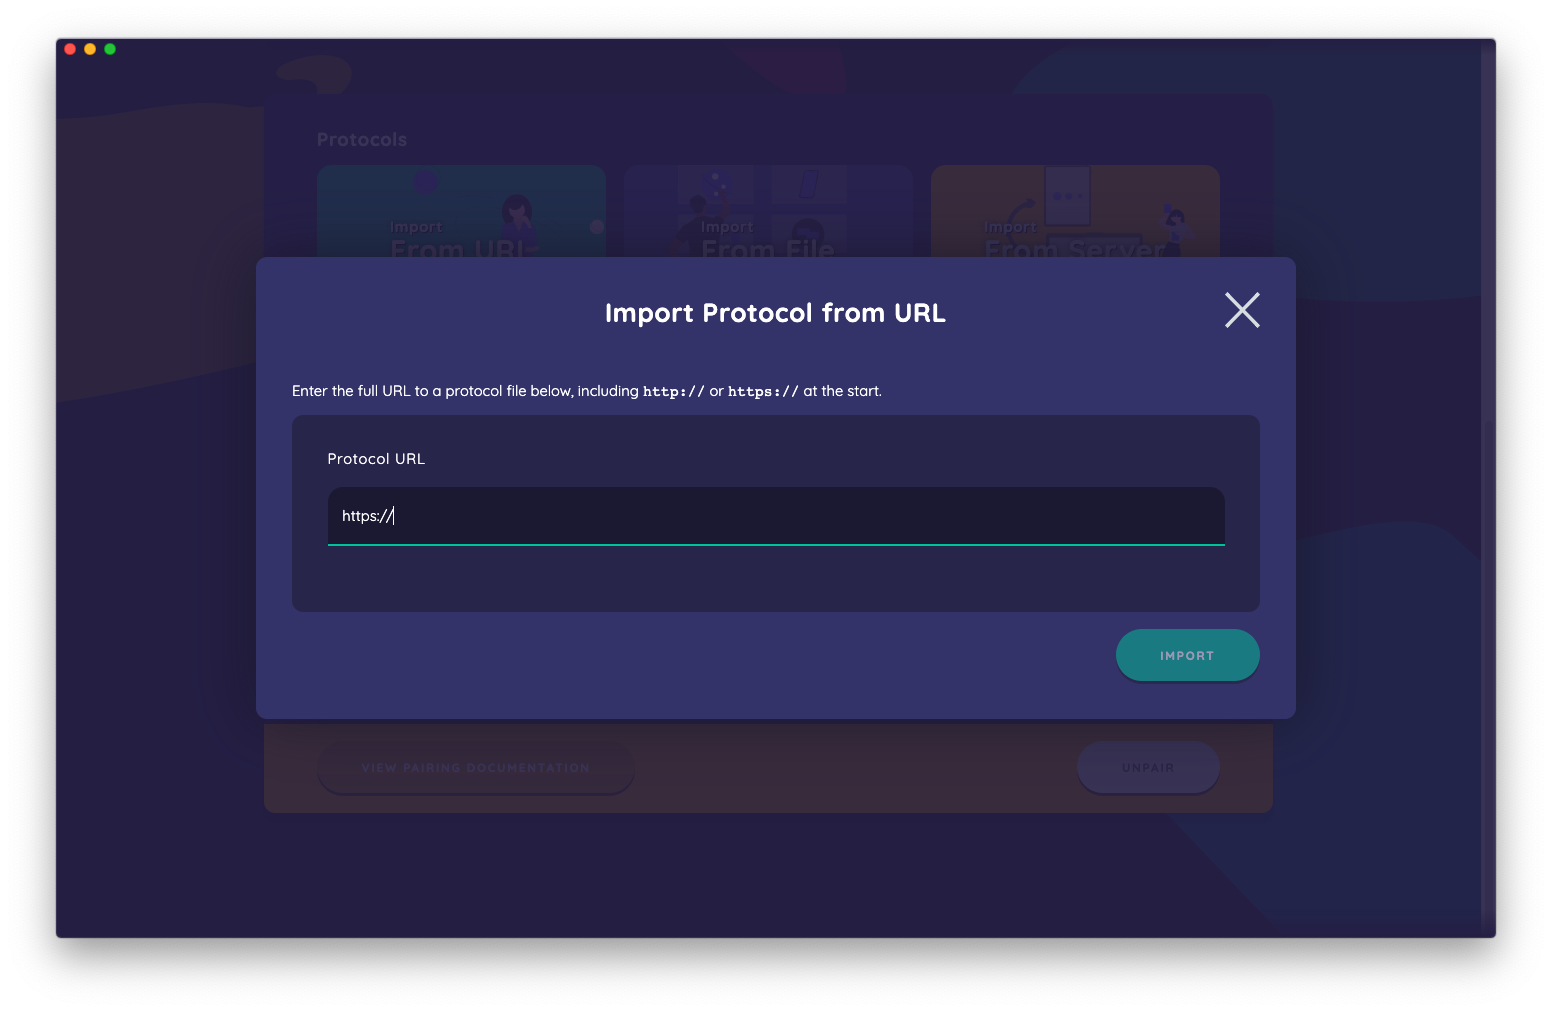 Protocols
Import
From URL
Import
From File
Import
From Server
Import Protocol from URL
Enter the full URL to a protocol file below, including http:// or https:// at the start.
Protocol URL
https://
IMPORT
VIEW PAIRING DOCUMENTATION
UNPAIR